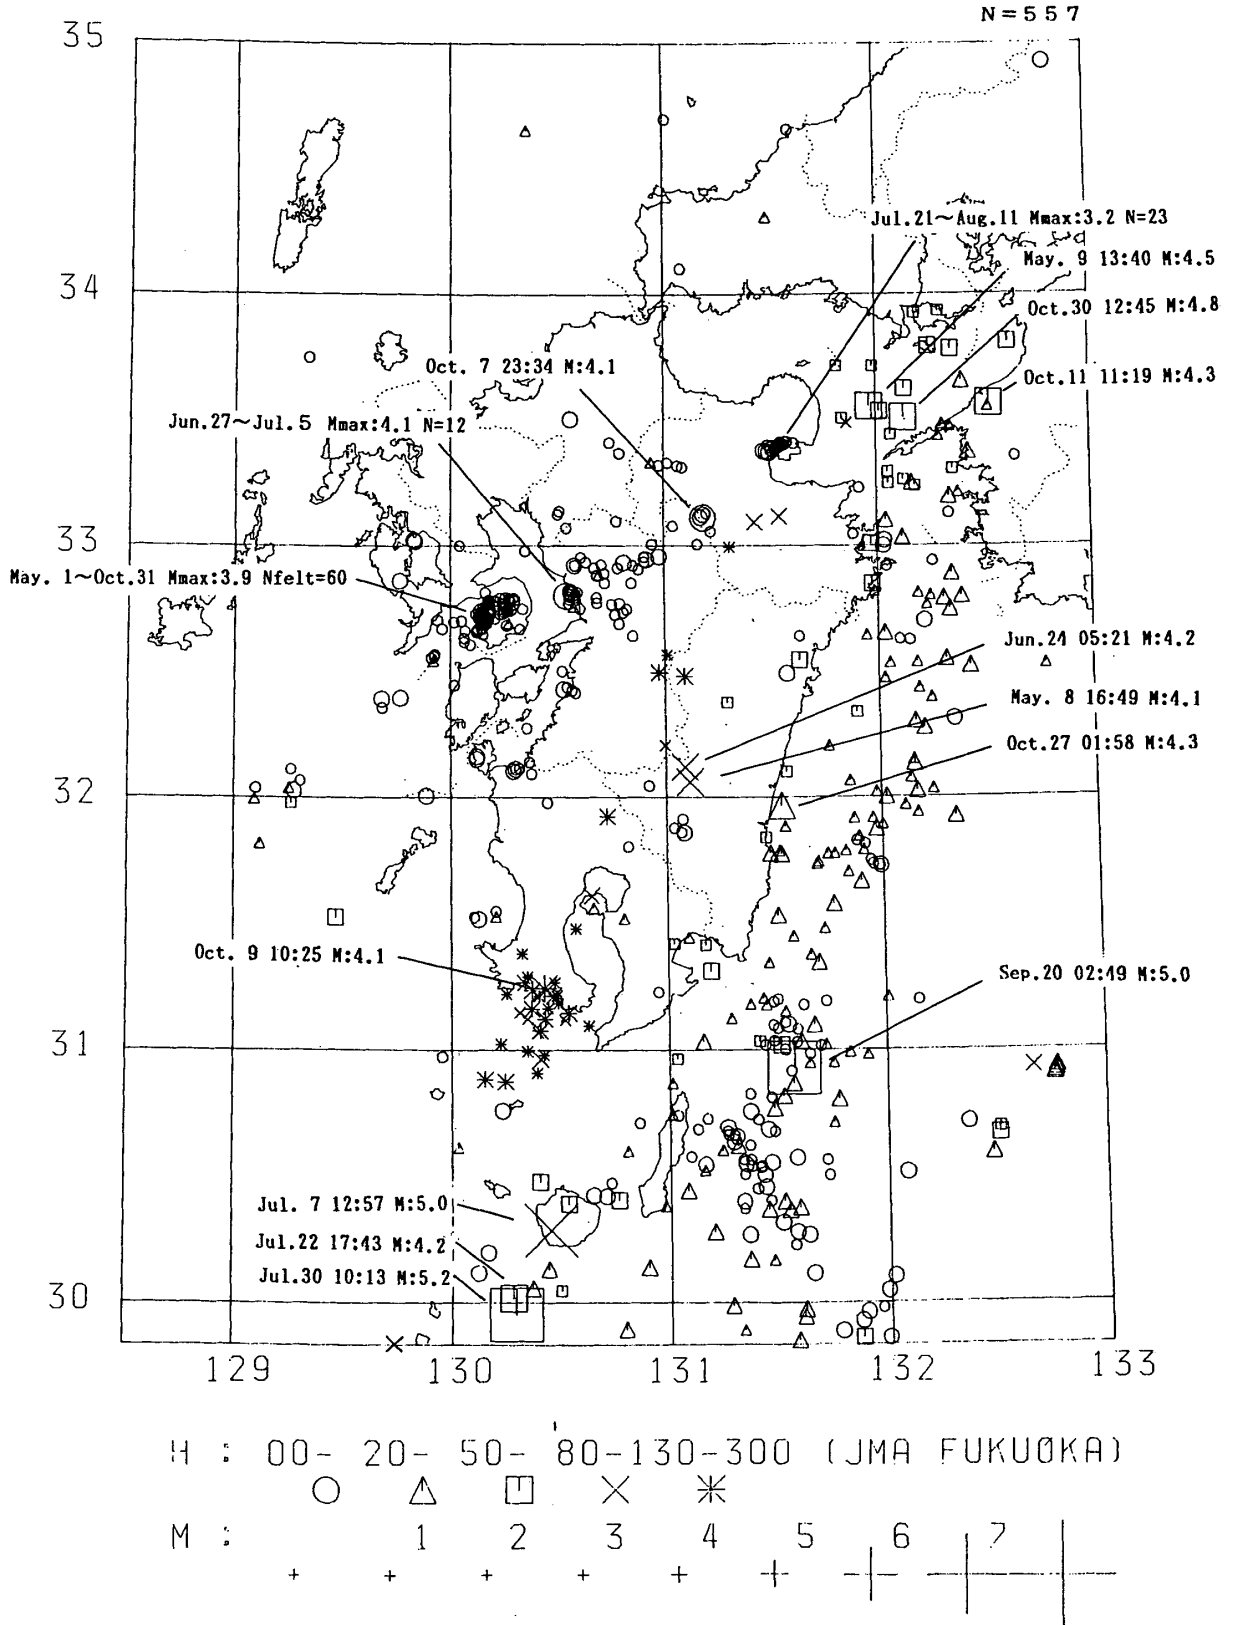 N=557
35
Jul.21～Aug.11 Mmax:3.2 N=23
May. 9 13:40 M:4.5
34
Oct.30 12:45 M:4.8
Oct. 7 23:34 M:4.1
Oct.11 11:19 M:4.3
Jun.27～Jul.5 Mmax:4.1 N=12
33
May. 1～Oct.31 Mmax:3.9 Nfelt=60
Jun.24 05:21 M:4.2
May. 8 16:49 M:4.1
Oct.27 01:58 M:4.3
32
Oct. 9 10:25 M:4.1
Sep.20 02:49 M:5.0
31
Jul. 7 12:57 M:5.0
Jul.22 17:43 M:4.2
Jul.30 10:13 M:5.2
30
129 130 131 132 133
H : 00- 20- 50- 80-130-300 (JMA FUKUOKA)
M : 1 2 3 4 5 6 7